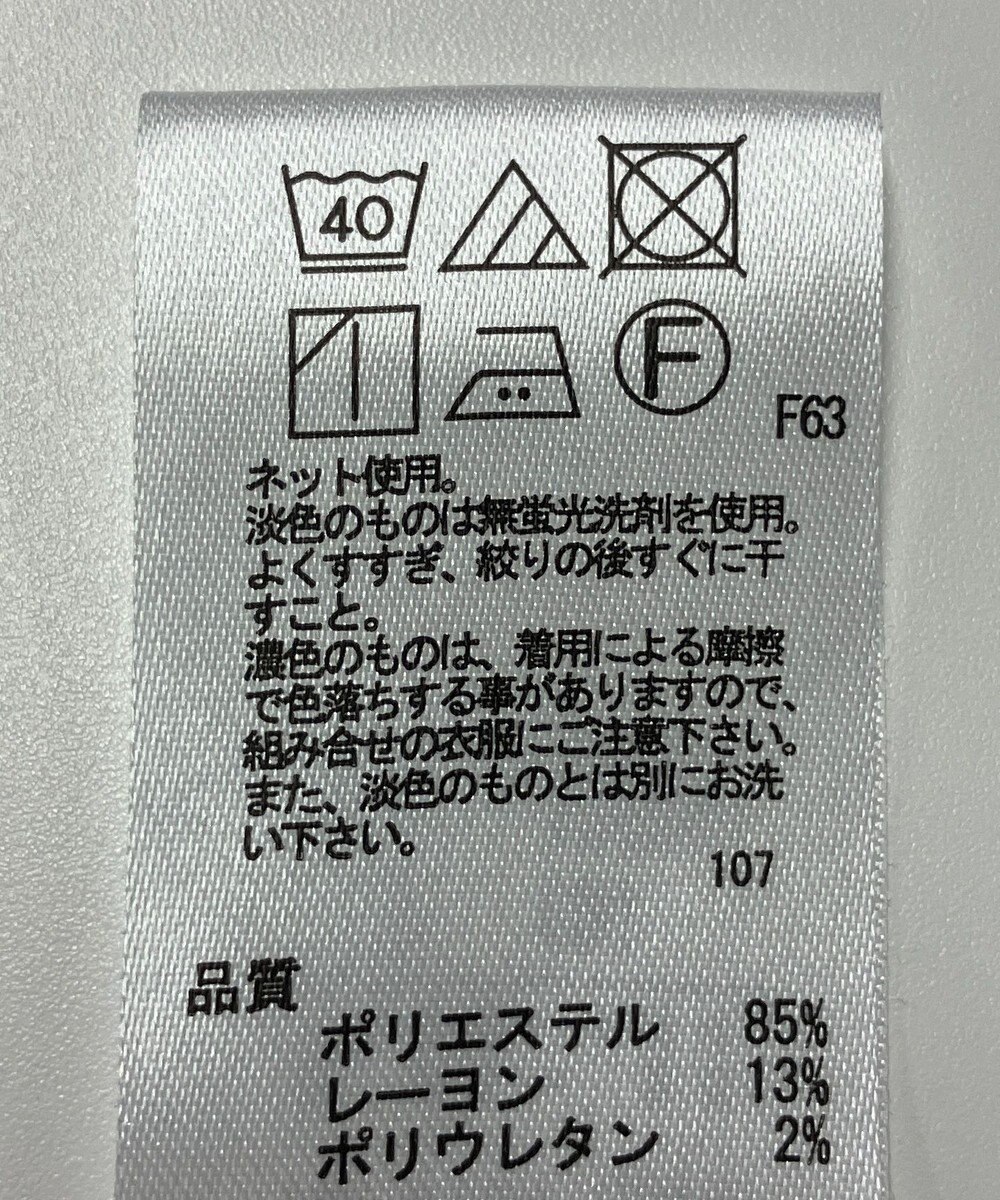 40
F
F63
ネット使用。
淡色のものは無蛍光洗剤を使用。
よくすすぎ、絞りの後すぐに干
すこと。
濃色のものは、着用による摩擦
で色落ちする事がありますので、
組み合せの衣服にご注意下さい。
また、淡色のものとは別にお洗
い下さい。
107
品質
ポリエステル 85%
レーヨン 13%
ポリウレタン 2%